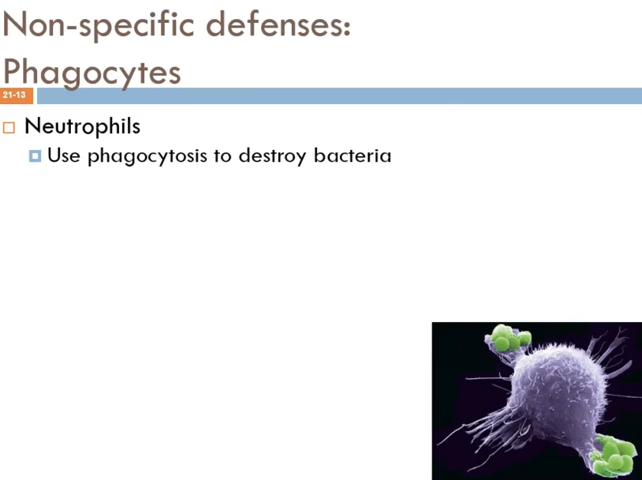 Non-specific defenses:
Phagocytes
21-13
Neutrophils
Use phagocytosis to destroy bacteria